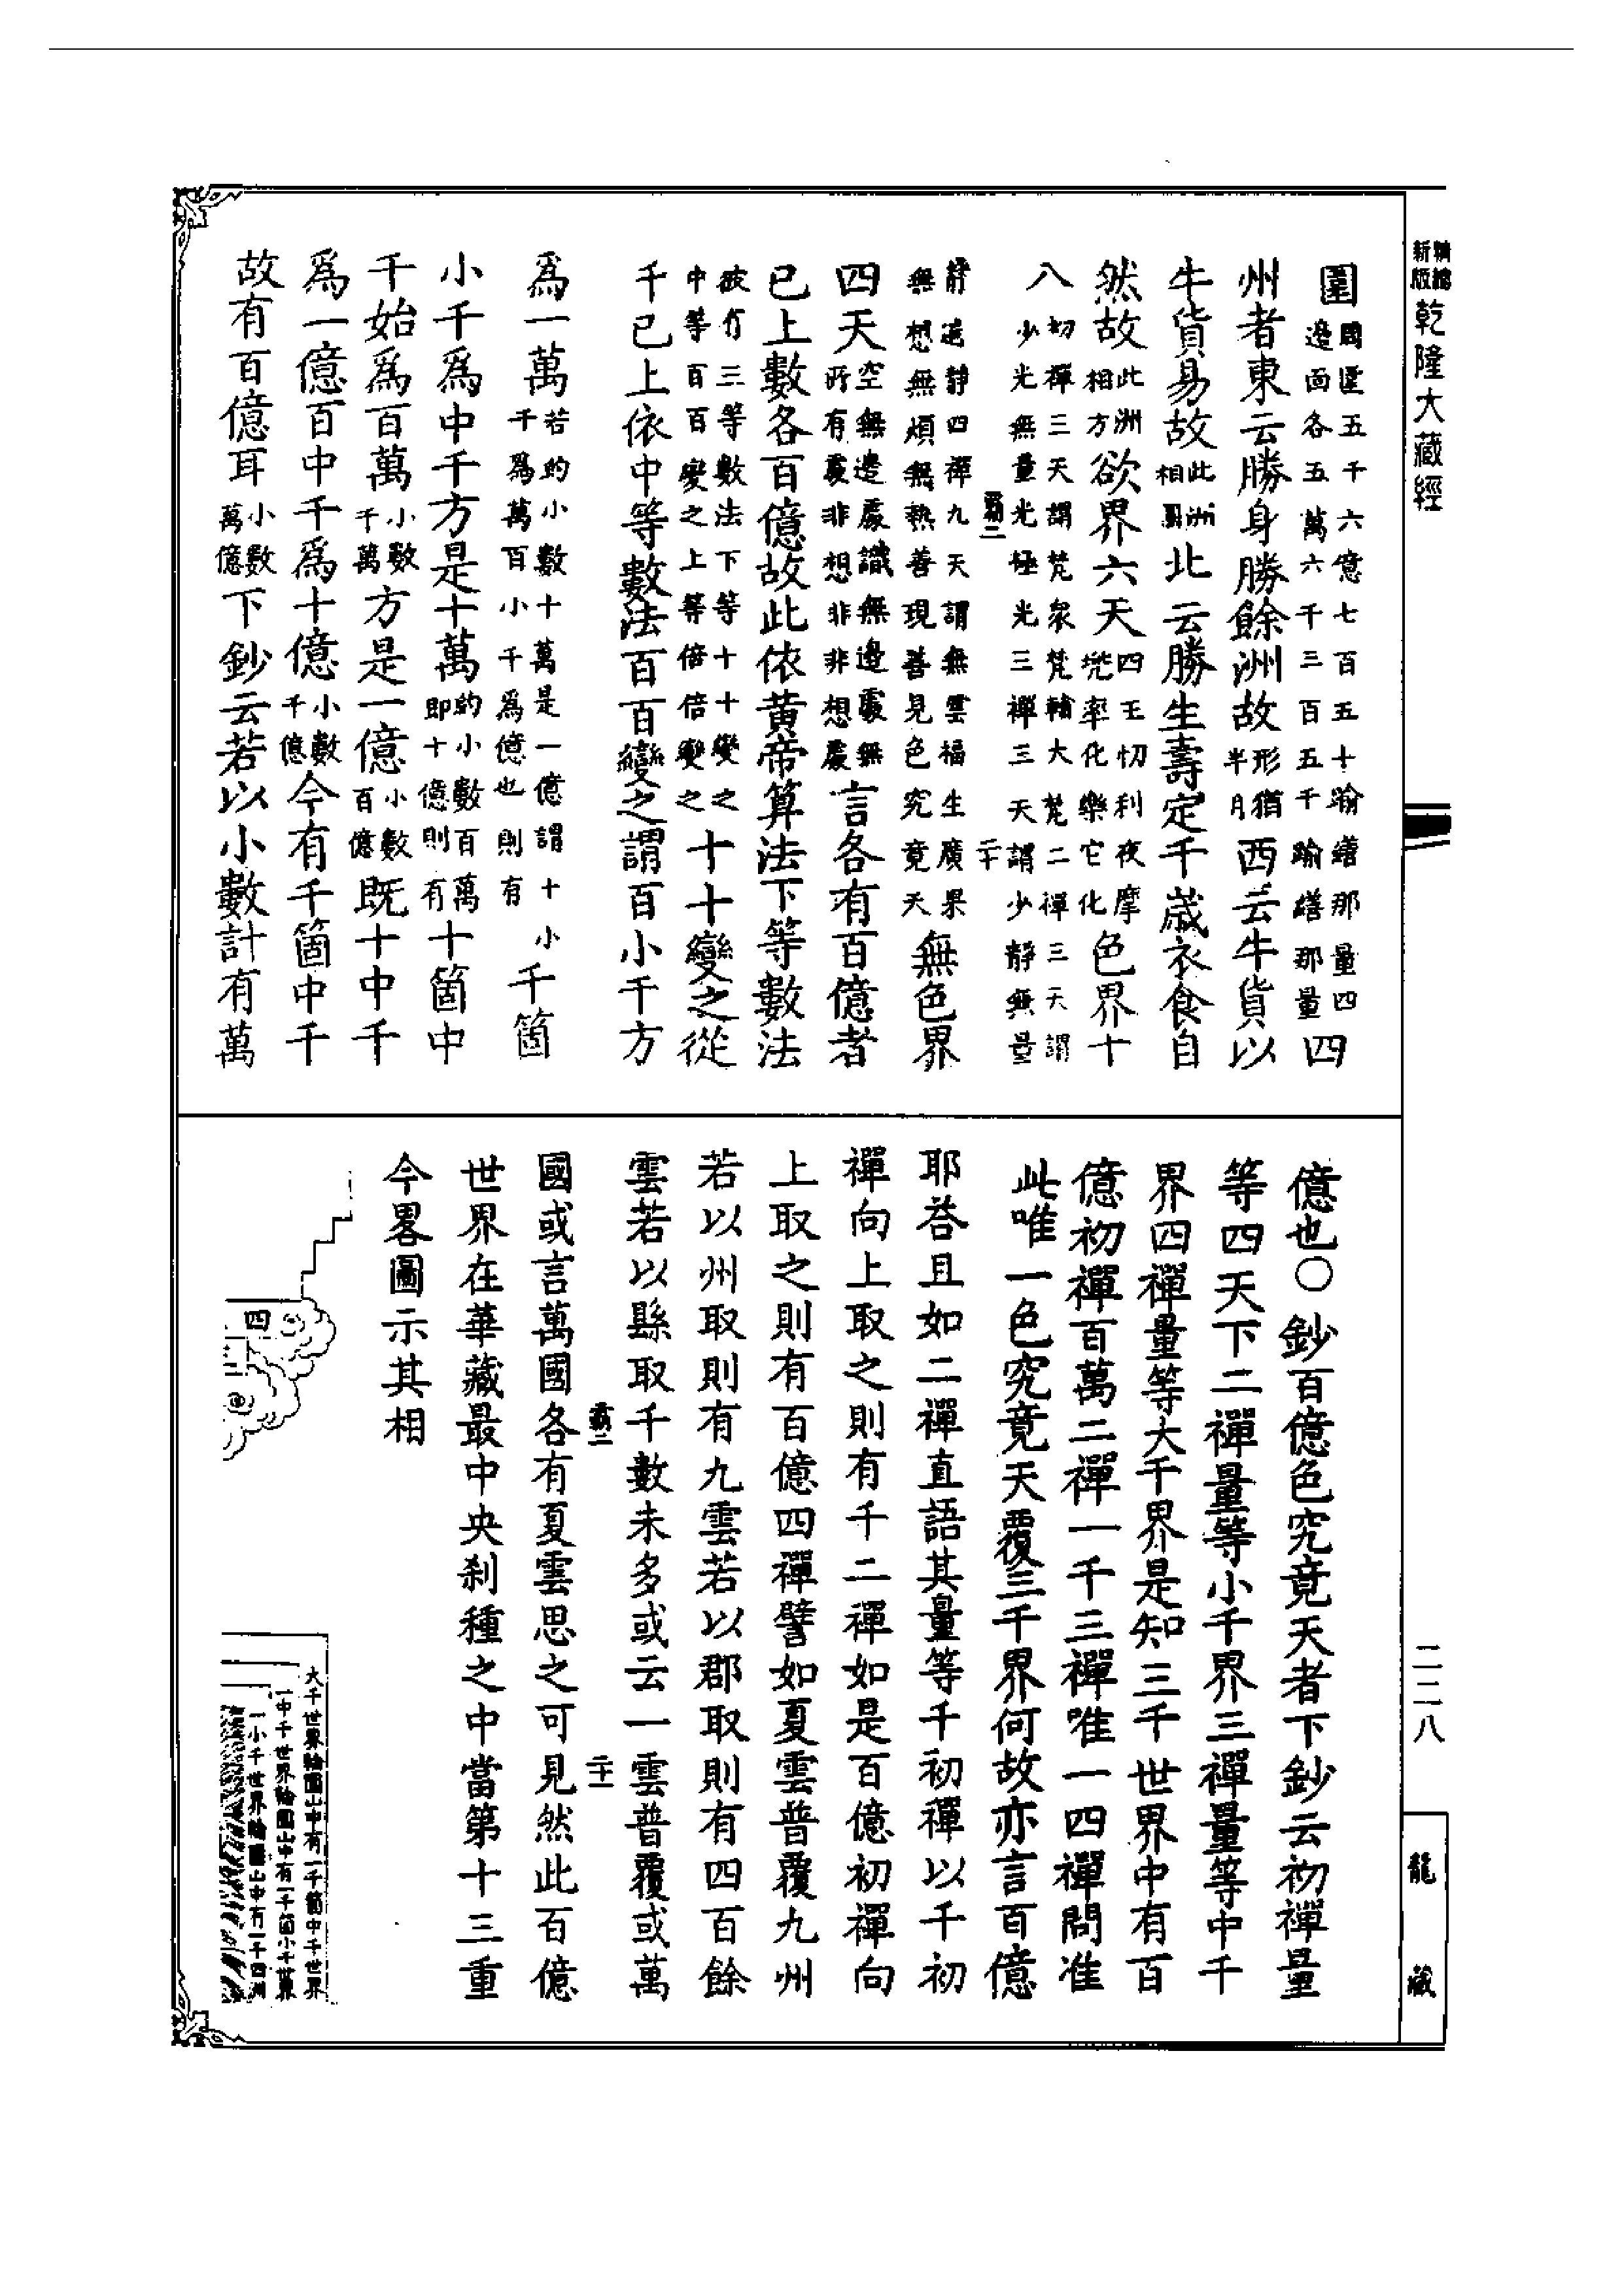 新編縮版
乾隆大藏經
圍國圍五千六億七百五十踰繕那量四邊面各五萬六千三百五千踰繕那量四
州者東云勝身勝餘洲故形猶半月西云牛貨以
牛貨易故此洲相圓北云勝生壽定千歲衣食自
然故此洲相方欲界六天四王忉利夜摩兜率化樂它化色界十
八初禪三天謂梵眾梵輔大梵二禪三天謂少光無量光極光三禪三天謂少靜無量
靜遍靜四禪九天謂無雲福生廣果無想無煩無熱善現善見色究竟天無色界
四天空無邊處識無邊處無所有處非想非非想處言各有百億者
已上數各百億故此依黃帝算法下等數法
彼有三等數法下等十十變之中等百百變之上等倍倍變之十十變之從
千已上依中等數法百百變之謂百小千方
為一萬若的小數十萬是一億謂十小千為萬百小千為億也則有千箇
小千為中千方是十萬的小數百萬即十億則有十箇中
千始為百萬小數千萬方是一億小數百億既十中千
為一億百中千為十億小數千億今有千箇中千
故有百億耳小數萬億下鈔云若以小數計有萬
億也○鈔百億色究竟天者下鈔云初禪量
等四天下二禪量等小千界三禪量等中千
界四禪量等大千界是知三千世界中有百
億初禪百萬二禪一千三禪唯一四禪問准
此唯一色究竟天覆三千界何故亦言百億
耶荅且如二禪直語其量等千初禪以千初
禪向上取之則有千二禪如是百億初禪向
上取之則有百億四禪譬如夏雲普覆九州
若以州取則有九雲若以郡取則有四百餘
雲若以縣取千數未多或云一雲普覆或萬
國或言萬國各有夏雲思之可見然此百億
世界在華藏最中央剎種之中當第十三重
今畧圖示其相
四
大千世界輪圍山中有一千箇中千世界
一中千世界輪圍山中有一千箇小千世界
一小千世界輪圍山中有一千四洲
霸二
二十
霸二
二十一
二二八
龍藏